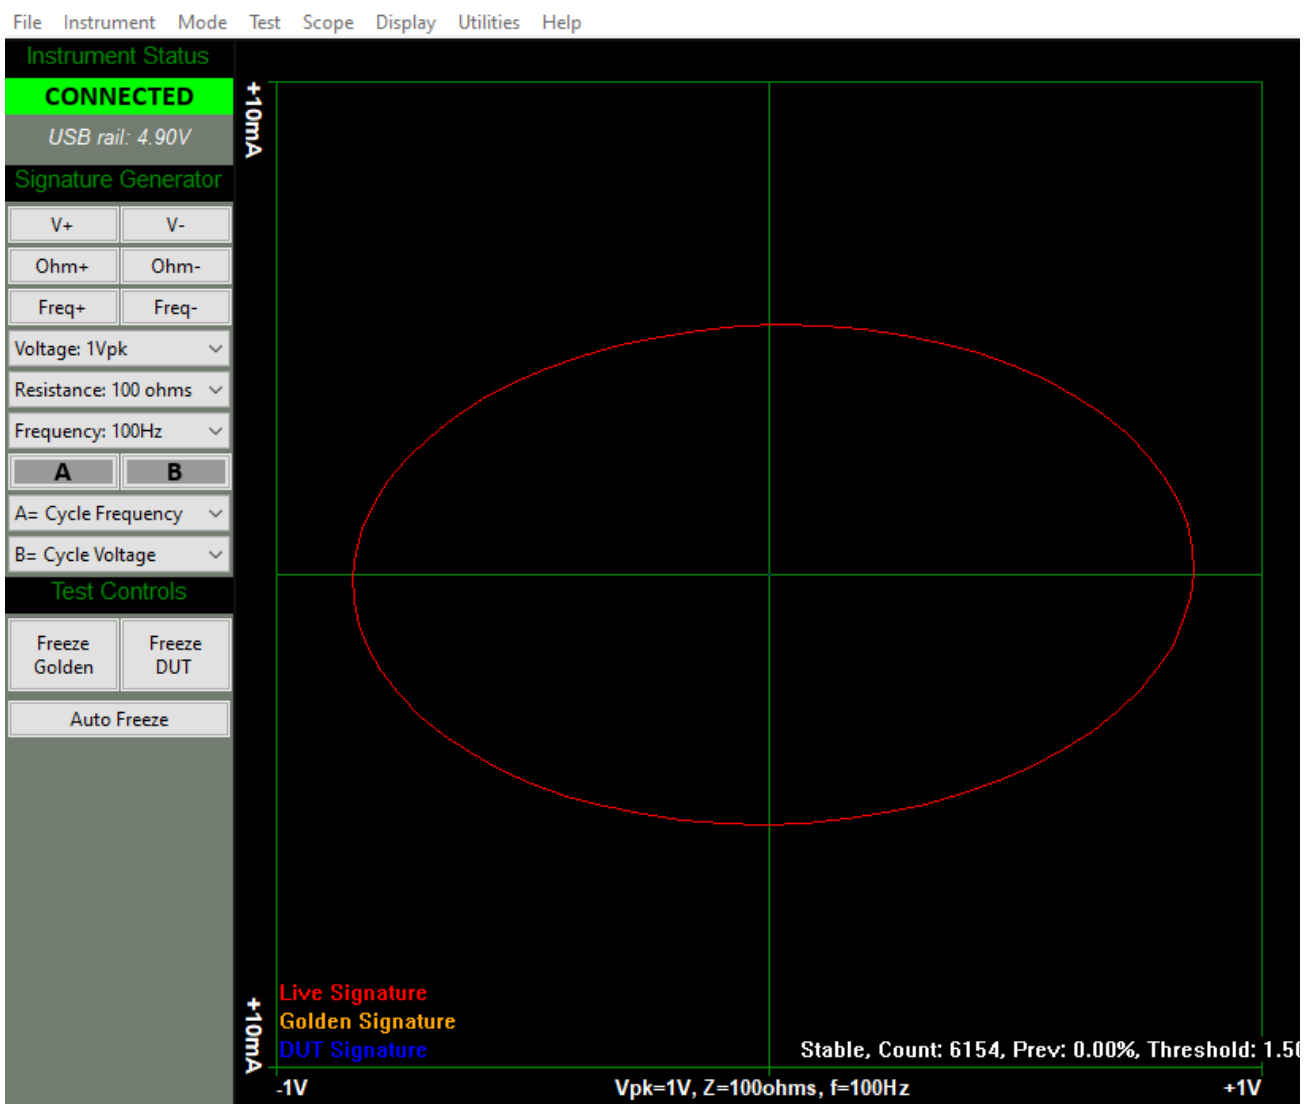 File Instrument Mode Test Scope Display Utilities Help
Instrument Status
CONNECTED
USB rail: 4.90V
Signature Generator
V+ V-
Ohm+ Ohm-
Freq+ Freq-
Voltage: 1Vpk
Resistance: 100 ohms
Frequency: 100Hz
A B
A= Cycle Frequency
B= Cycle Voltage
Test Controls
Freeze Golden
Freeze DUT
Auto Freeze
+10mA
Live Signature
Golden Signature
DUT Signature
+10mA
Stable, Count: 6154, Prev: 0.00%, Threshold: 1.50
-1V Vpk=1V, Z=100ohms, f=100Hz +1V